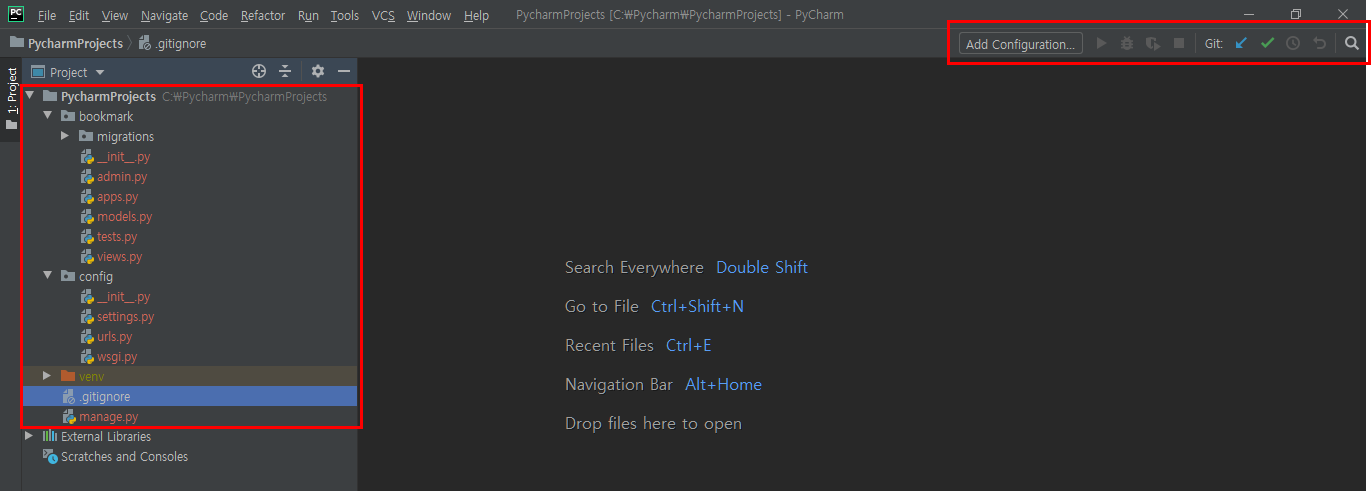 PC File Edit View Navigate Code Refactor Run Tools VCS Window Help PycharmProjects [C:₩Pycharm₩PycharmProjects] - PyCharm
PycharmProjects .gitignore Add Configuration... Git:
1: Project
Project
PycharmProjects C:₩Pycharm₩PycharmProjects
bookmark
migrations
__init__.py
admin.py
apps.py
models.py
tests.py
views.py
config
__init__.py
settings.py
urls.py
wsgi.py
venv
.gitignore
manage.py
External Libraries
Scratches and Consoles
Search Everywhere Double Shift
Go to File Ctrl+Shift+N
Recent Files Ctrl+E
Navigation Bar Alt+Home
Drop files here to open